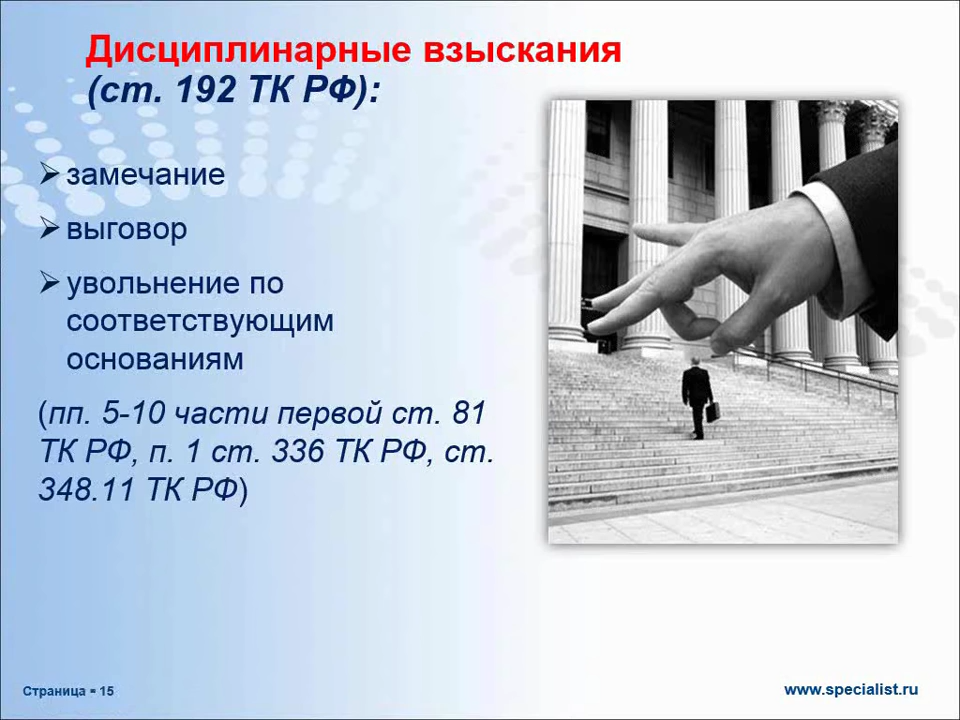 Дисциплинарные взыскания
(ст. 192 ТК РФ):
замечание
выговор
увольнение по
соответствующим
основаниям
(пп. 5-10 части первой ст. 81
ТК РФ, п. 1 ст. 336 ТК РФ, ст.
348.11 ТК РФ)
Страница ▪ 15
www.specialist.ru